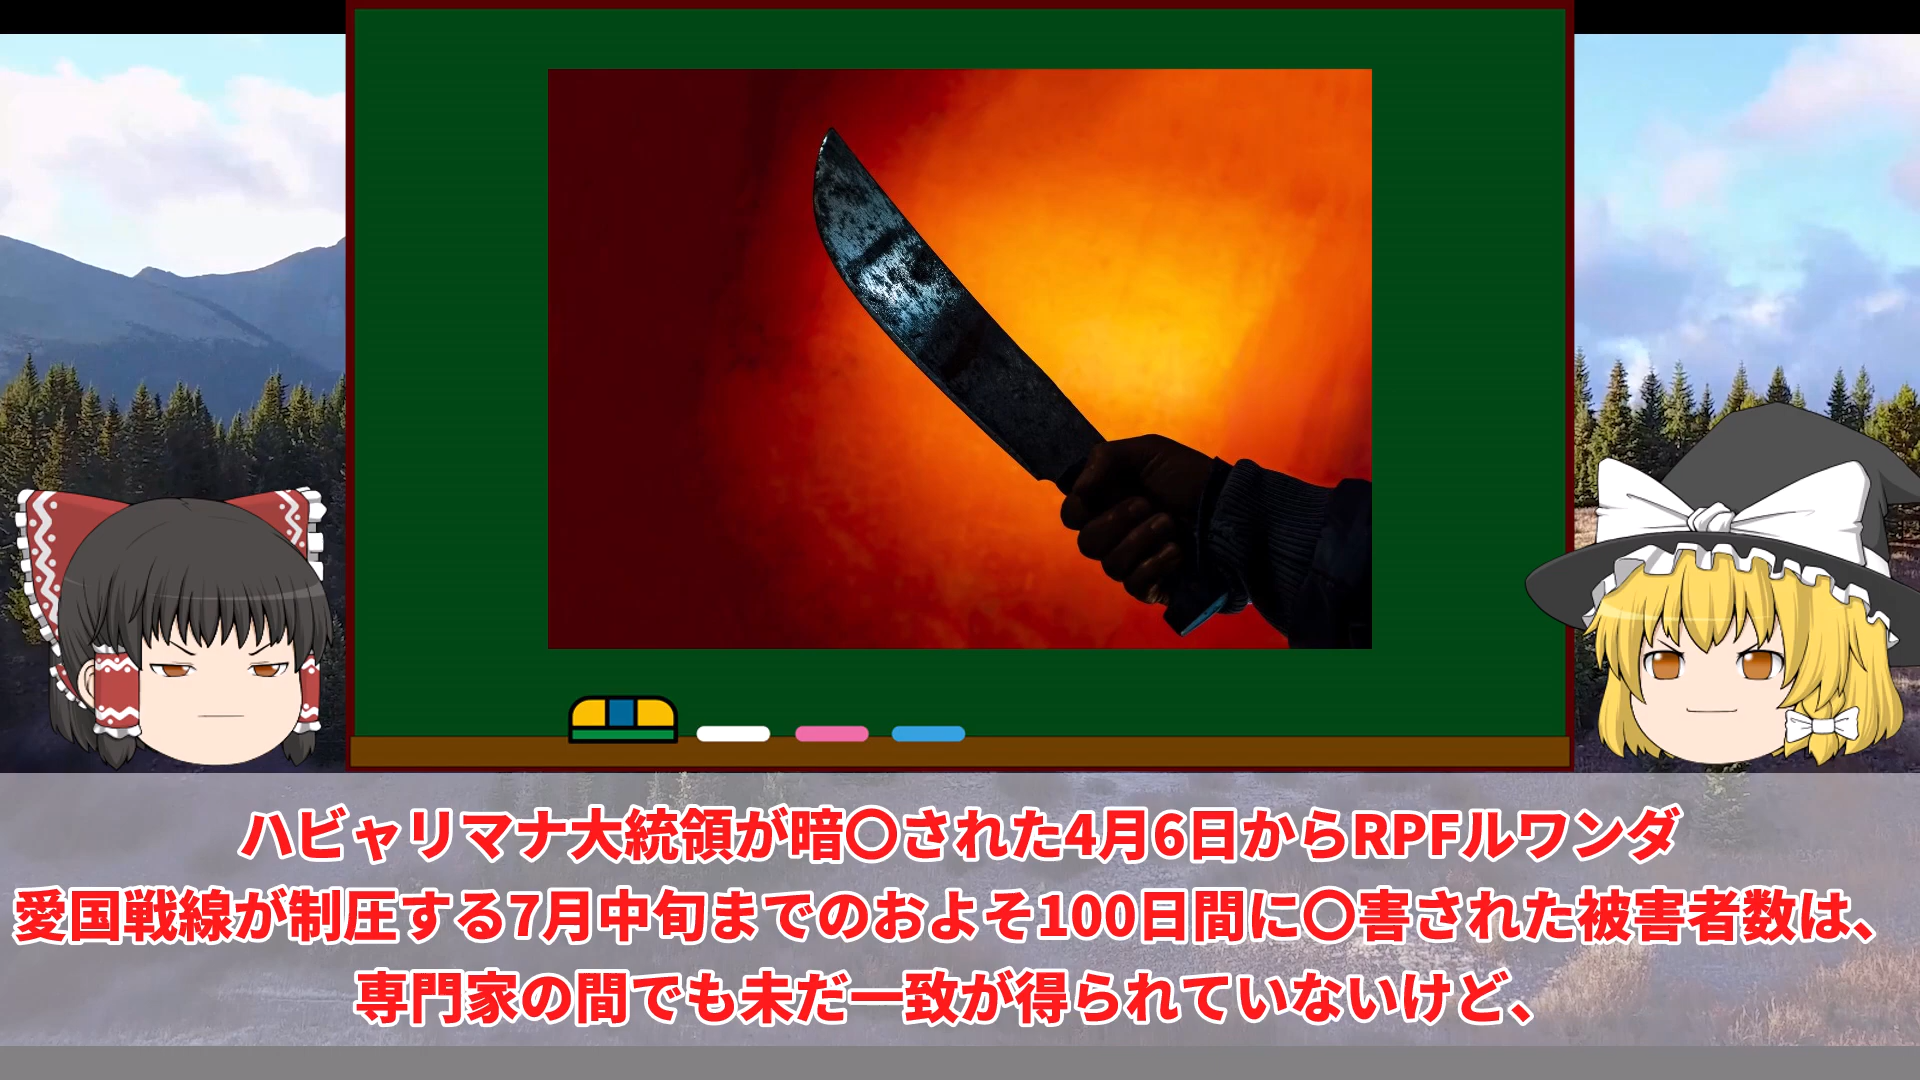 ハビャリマナ大統領が暗〇された4月6日からRPFルワンダ
愛国戦線が制圧する7月中旬までのおよそ100日間に〇害された被害者数は、
専門家の間でも未だ一致が得られていないけど、